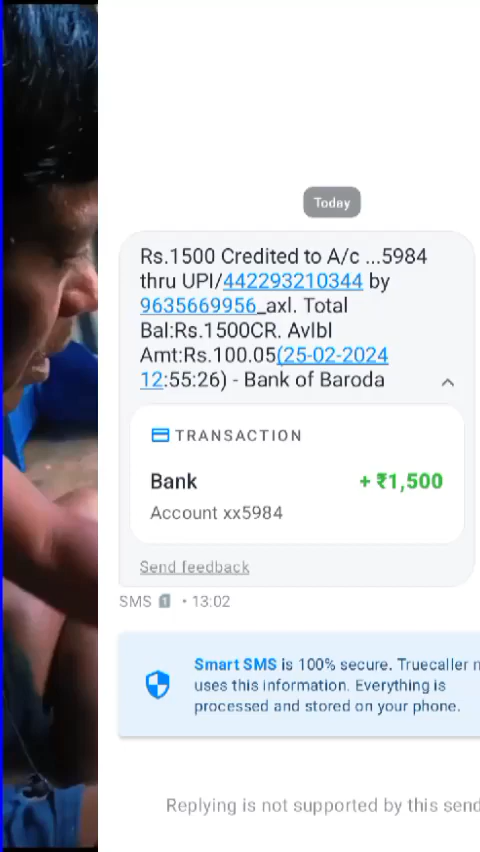 Today
Rs.1500 Credited to A/c ...5984
thru UPI/442293210344 by
9635669956_axl. Total
Bal:Rs.1500CR. Avlbl
Amt:Rs.100.05(25-02-2024
12:55:26) - Bank of Baroda
TRANSACTION
Bank
+ ₹1,500
Account xx5984
Send feedback
SMS 1 • 13:02
Smart SMS is 100% secure. Truecaller
uses this information. Everything is
processed and stored on your phone.
Replying is not supported by this